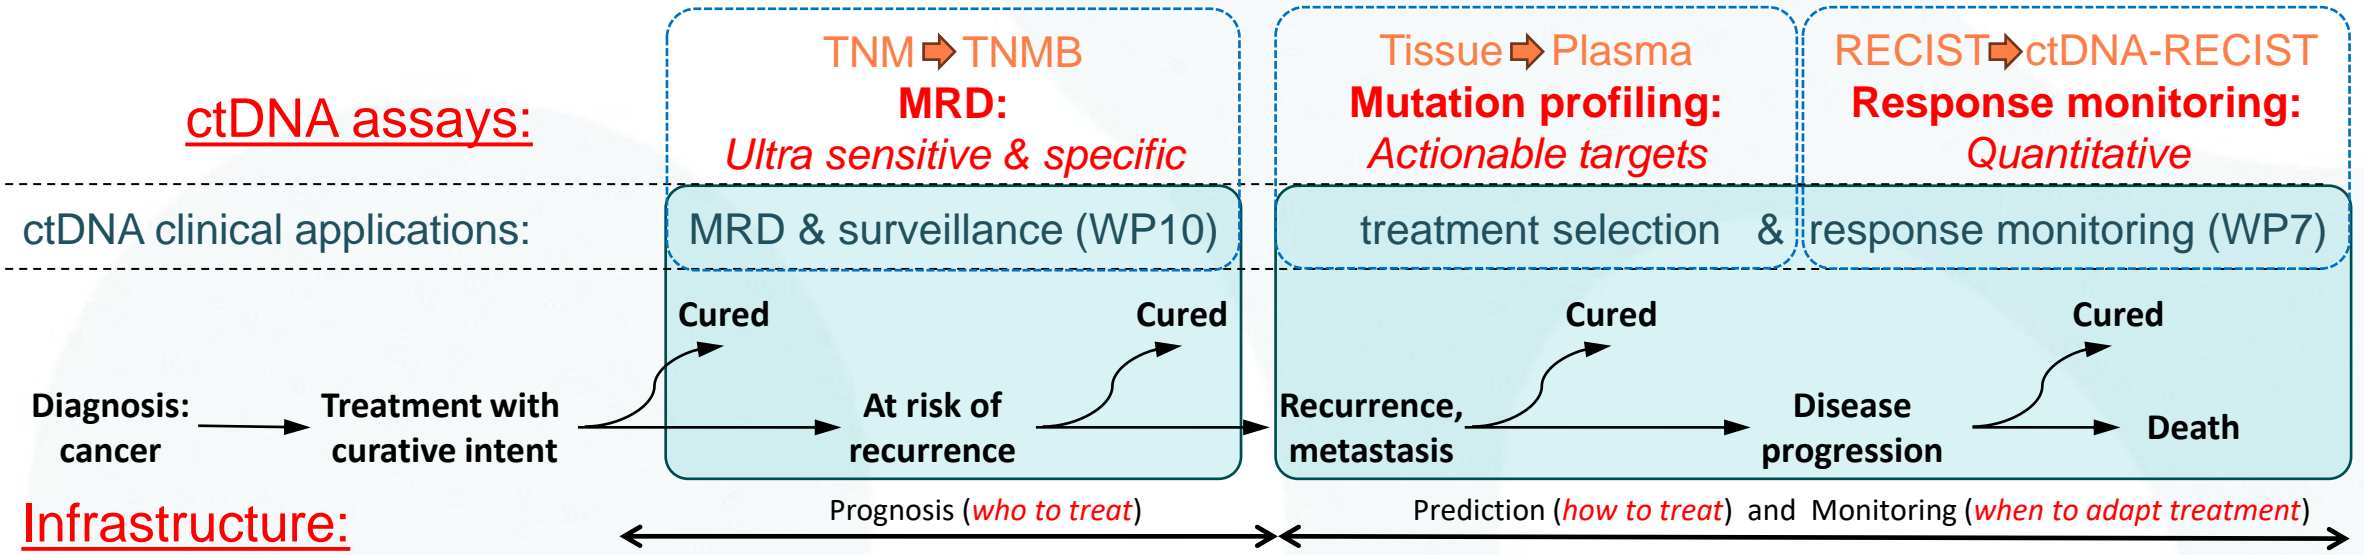 TNM TNMB
MRD:
Ultra sensitive & specific
Tissue Plasma
Mutation profiling:
Actionable targets
RECIST ctDNA-RECIST
Response monitoring:
Quantitative
ctDNA assays:
ctDNA clinical applications:
MRD & surveillance (WP10)
treatment selection & response monitoring (WP7)
Cured
Cured
Cured
Cured
Diagnosis:
cancer
Treatment with
curative intent
At risk of
recurrence
Recurrence,
metastasis
Disease
progression
Death
Infrastructure:
Prognosis (who to treat)
Prediction (how to treat) and Monitoring (when to adapt treatment)